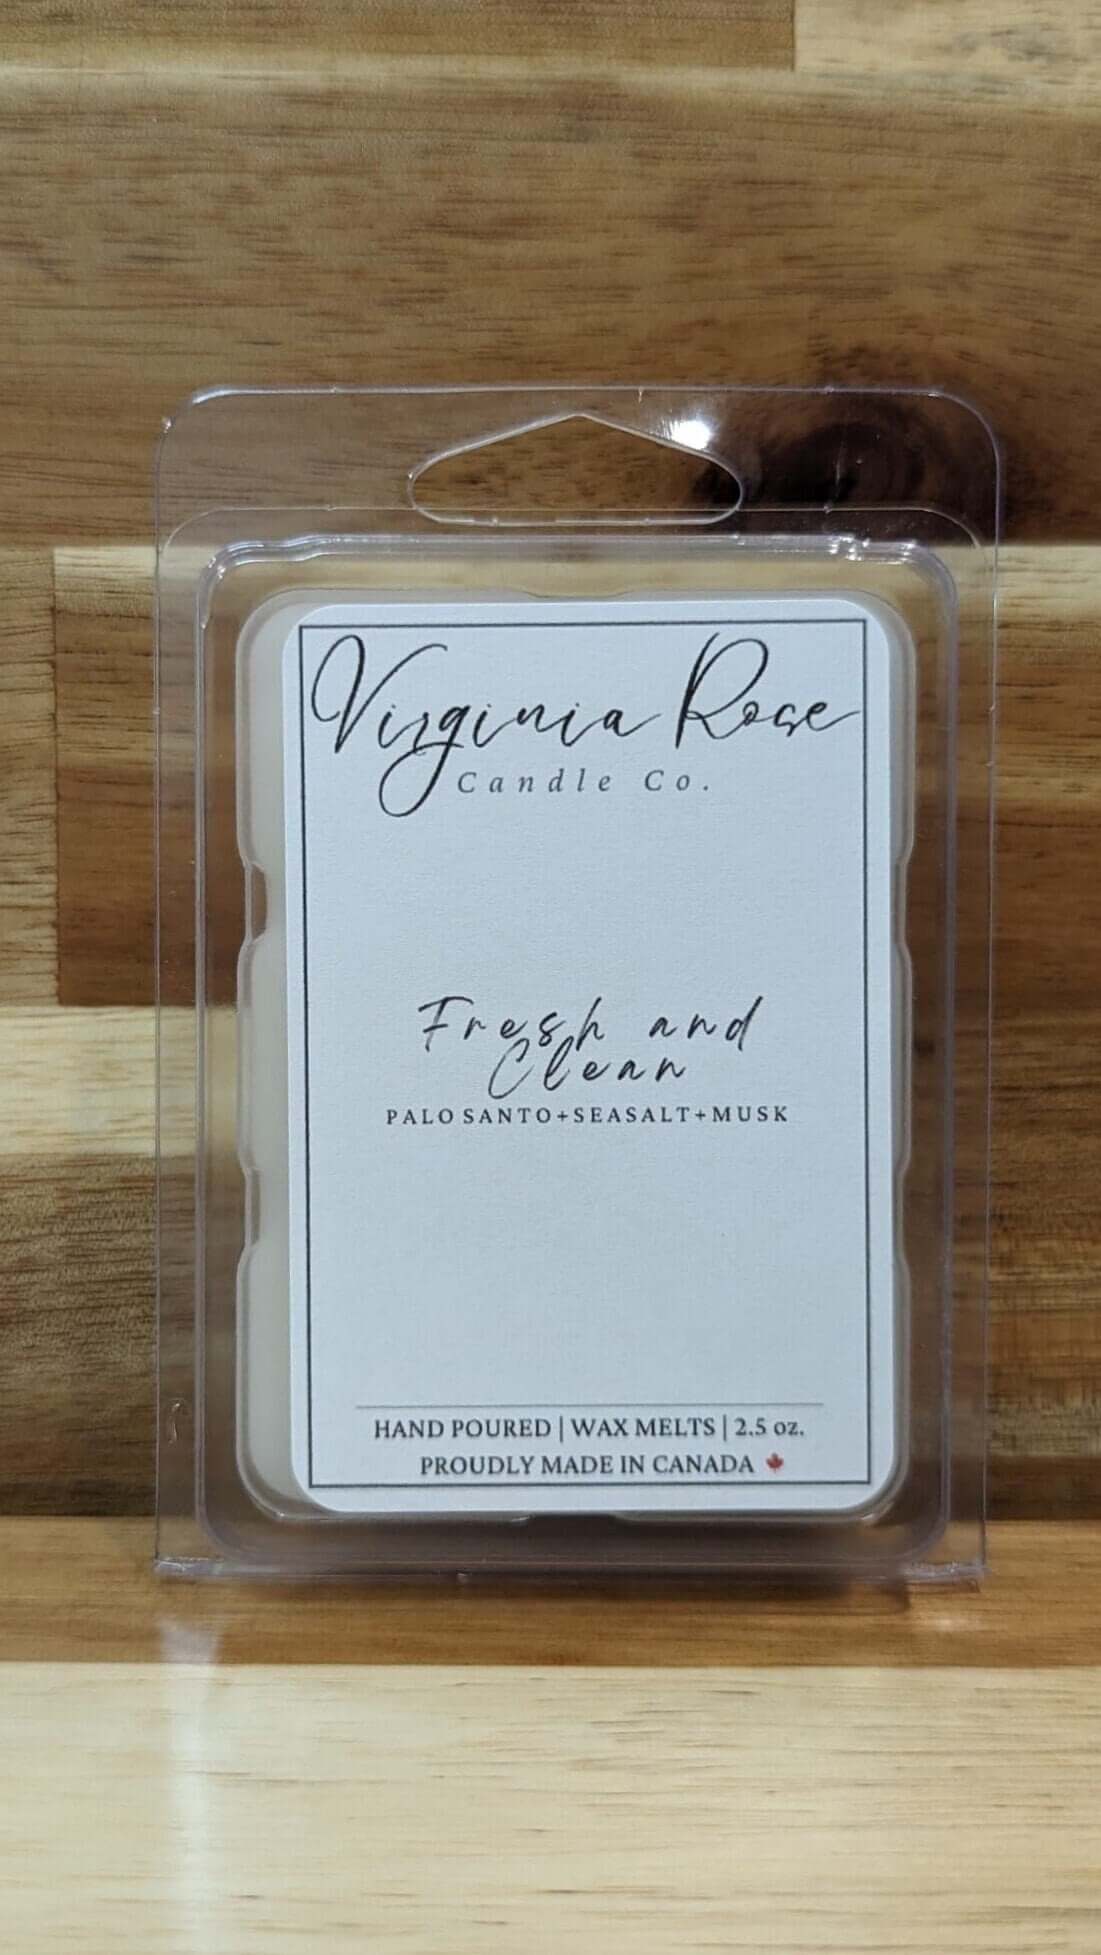 Virginia Rose
Candle Co.
Fresh and
Clean
PALO SANTO+SEASALT+MUSK
HAND POURED | WAX MELTS | 2.5 oz.
PROUDLY MADE IN CANADA